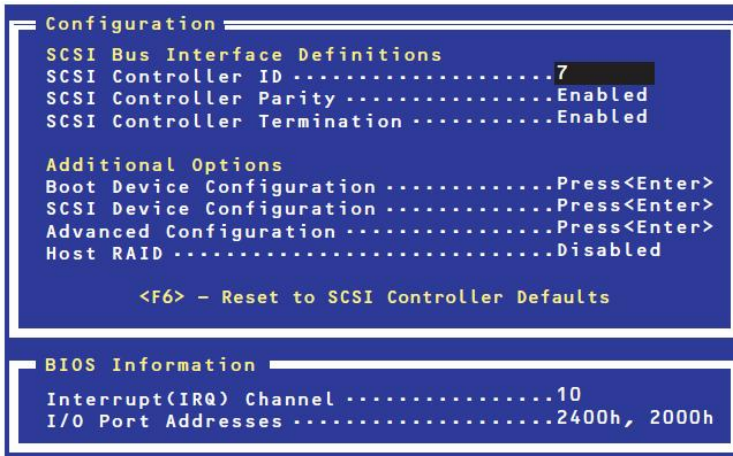 Configuration
SCSI Bus Interface Definitions
SCSI Controller ID ....................7
SCSI Controller Parity ................Enabled
SCSI Controller Termination ...........Enabled
Additional Options
Boot Device Configuration .............Press<Enter>
SCSI Device Configuration .............Press<Enter>
Advanced Configuration ................Press<Enter>
Host RAID .............................Disabled
<F6> – Reset to SCSI Controller Defaults
BIOS Information
Interrupt(IRQ) Channel ................10
I/O Port Addresses ....................2400h, 2000h